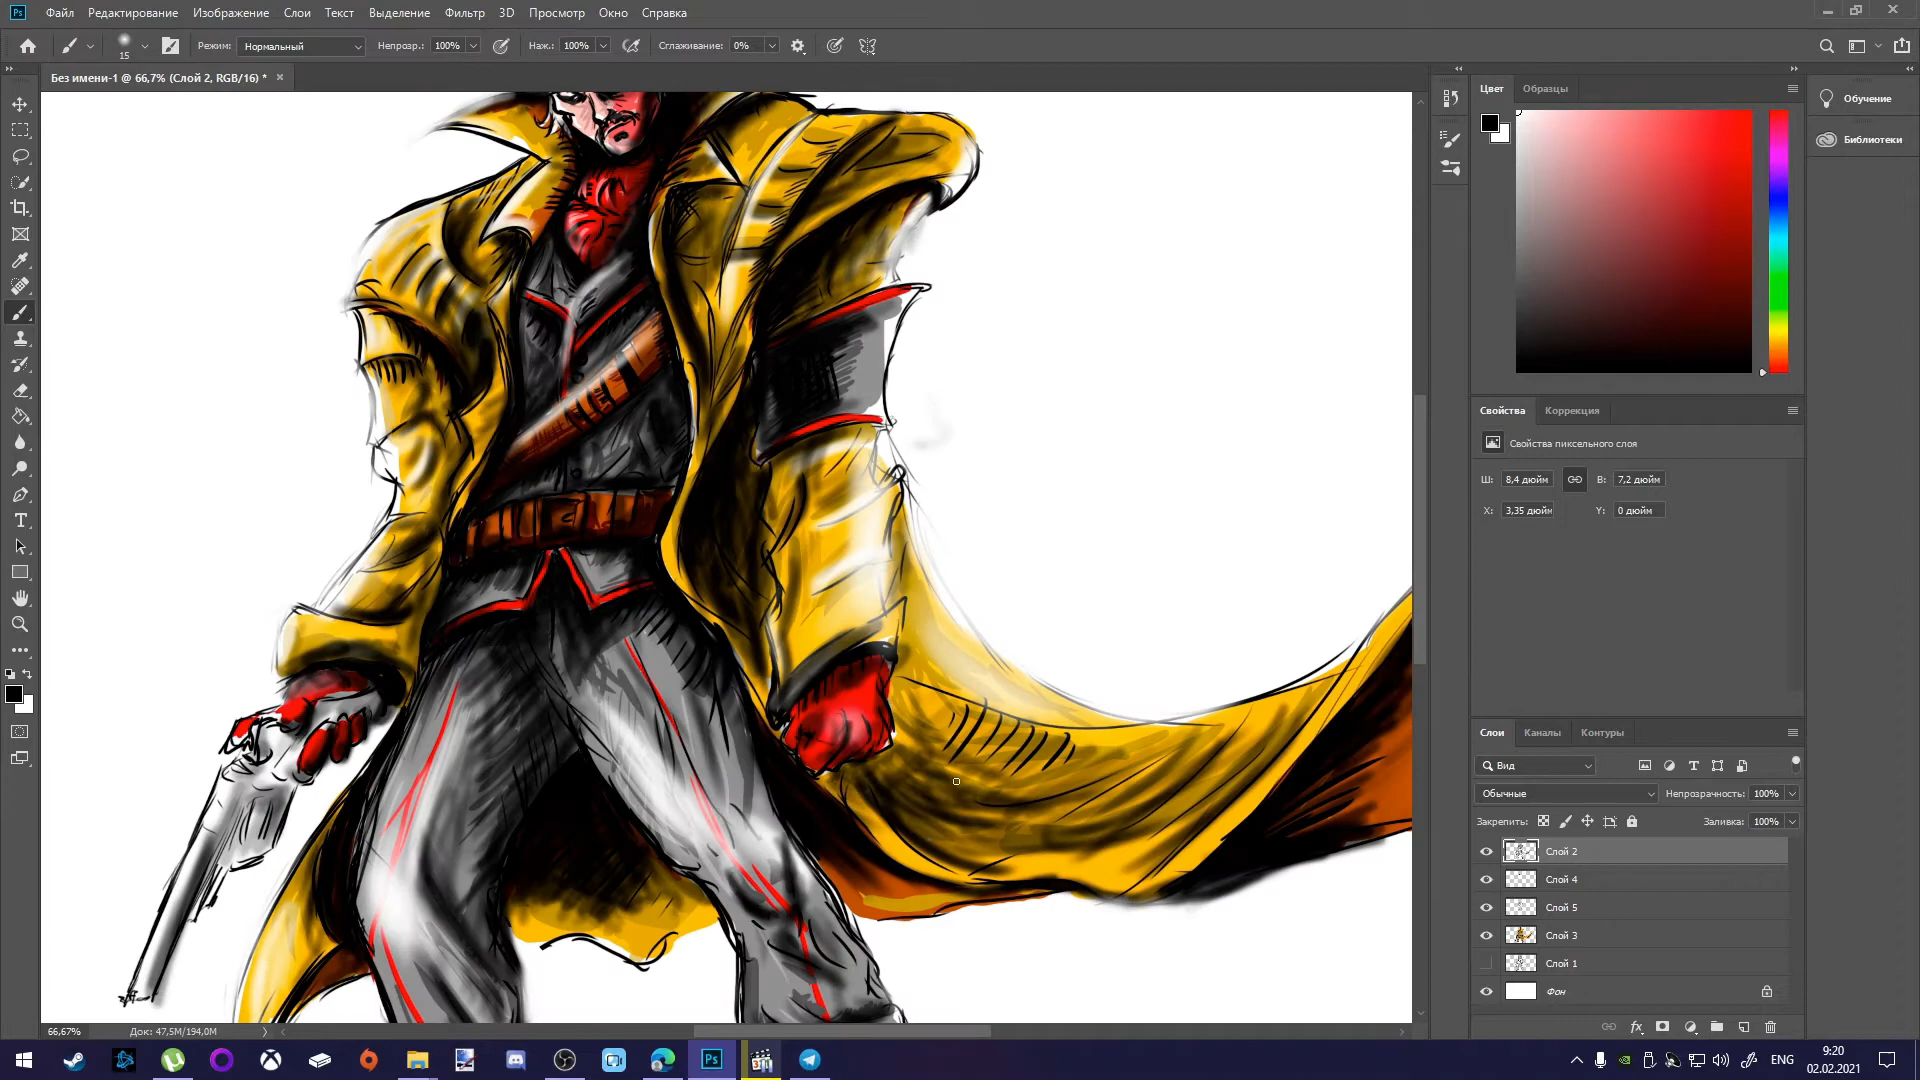 Ps Файл Редактирование Изображение Слои Текст Выделение Фильтр 3D Просмотр Окно Справка
15 Режим: Нормальный Непрозр.: 100% Наж.: 100% Сглаживание: 0%
Без имени-1 @ 66,7% (Слой 2, RGB/16) *
Цвет Образцы
Обучение
Библиотеки
Свойства Коррекция
Свойства пиксельного слоя
Ш: 8,4 дюйм В: 7,2 дюйм
X: 3,35 дюйм Y: 0 дюйм
Слои Каналы Контуры
Вид
Обычные Непрозрачность: 100%
Закрепить: Заливка: 100%
Слой 2
Слой 4
Слой 5
Слой 3
Слой 1
Фон
66,67% Док: 47,5M/194,0M
Ps ENG 9:20
02.02.2021